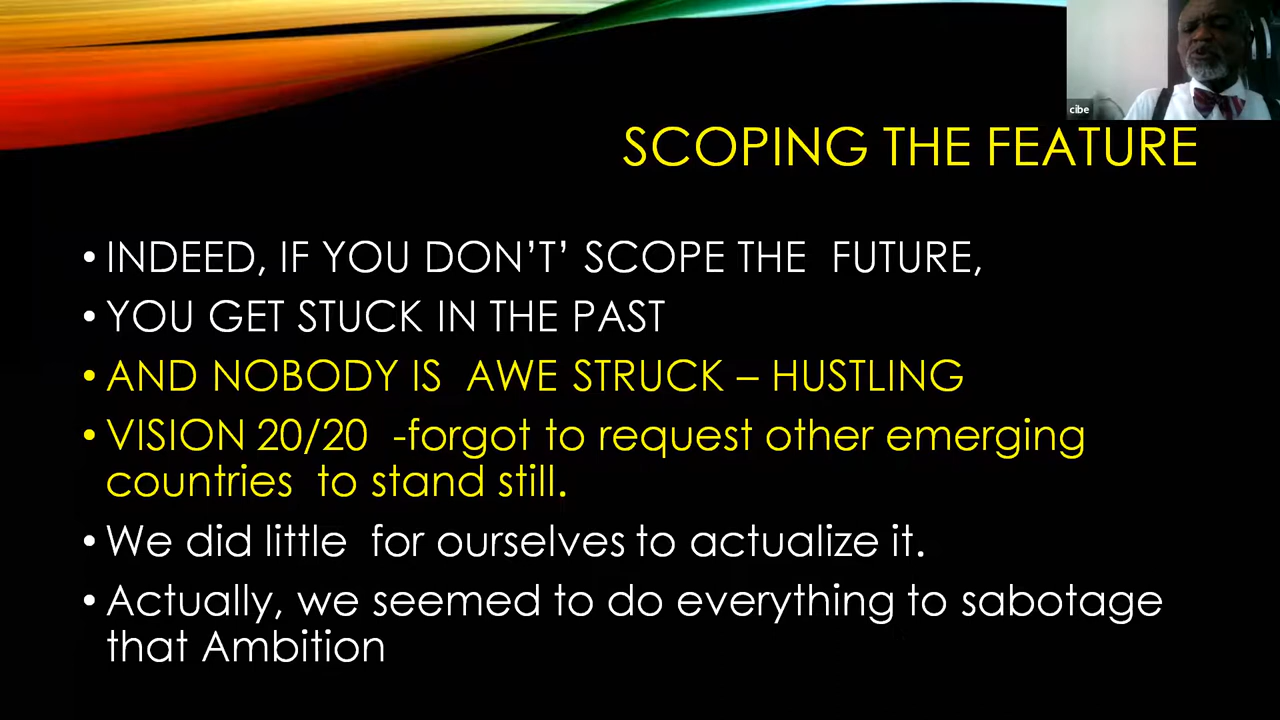 cibe
SCOPING THE FEATURE
• INDEED, IF YOU DON’T’ SCOPE THE FUTURE,
• YOU GET STUCK IN THE PAST
• AND NOBODY IS AWE STRUCK – HUSTLING
• VISION 20/20 -forgot to request other emerging
countries to stand still.
• We did little for ourselves to actualize it.
• Actually, we seemed to do everything to sabotage
that Ambition